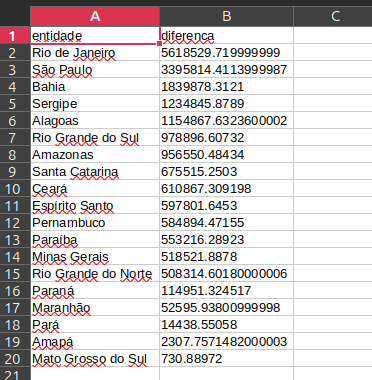 A B C
1 entidade diferenca
2 Rio de Janeiro 5618529.719999999
3 São Paulo 3395814.4113999987
4 Bahia 1839878.3121
5 Sergipe 1234845.8789
6 Alagoas 1154867.6323600002
7 Rio Grande do Sul 978896.60732
8 Amazonas 956550.48434
9 Santa Catarina 675515.2503
10 Ceará 610867.309198
11 Espírito Santo 597801.6453
12 Pernambuco 584894.47155
13 Paraíba 553216.28923
14 Minas Gerais 518521.8878
15 Rio Grande do Norte 508314.60180000006
16 Paraná 114951.324517
17 Maranhão 52595.93800999998
18 Pará 14438.55058
19 Amapá 2307.7571482000003
20 Mato Grosso do Sul 730.88972
21